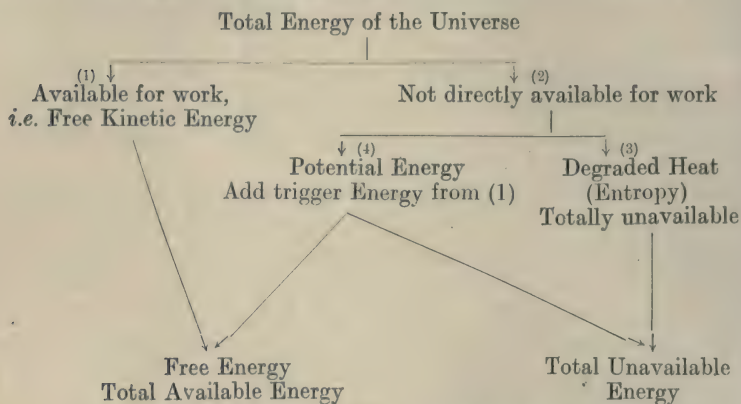 Total Energy of the Universe
(1)
Available for work,
i.e. Free Kinetic Energy
(2)
Not directly available for work
(4)
Potential Energy
Add trigger Energy from (1)
(3)
Degraded Heat
(Entropy)
Totally unavailable
Free Energy
Total Available Energy
Total Unavailable
Energy